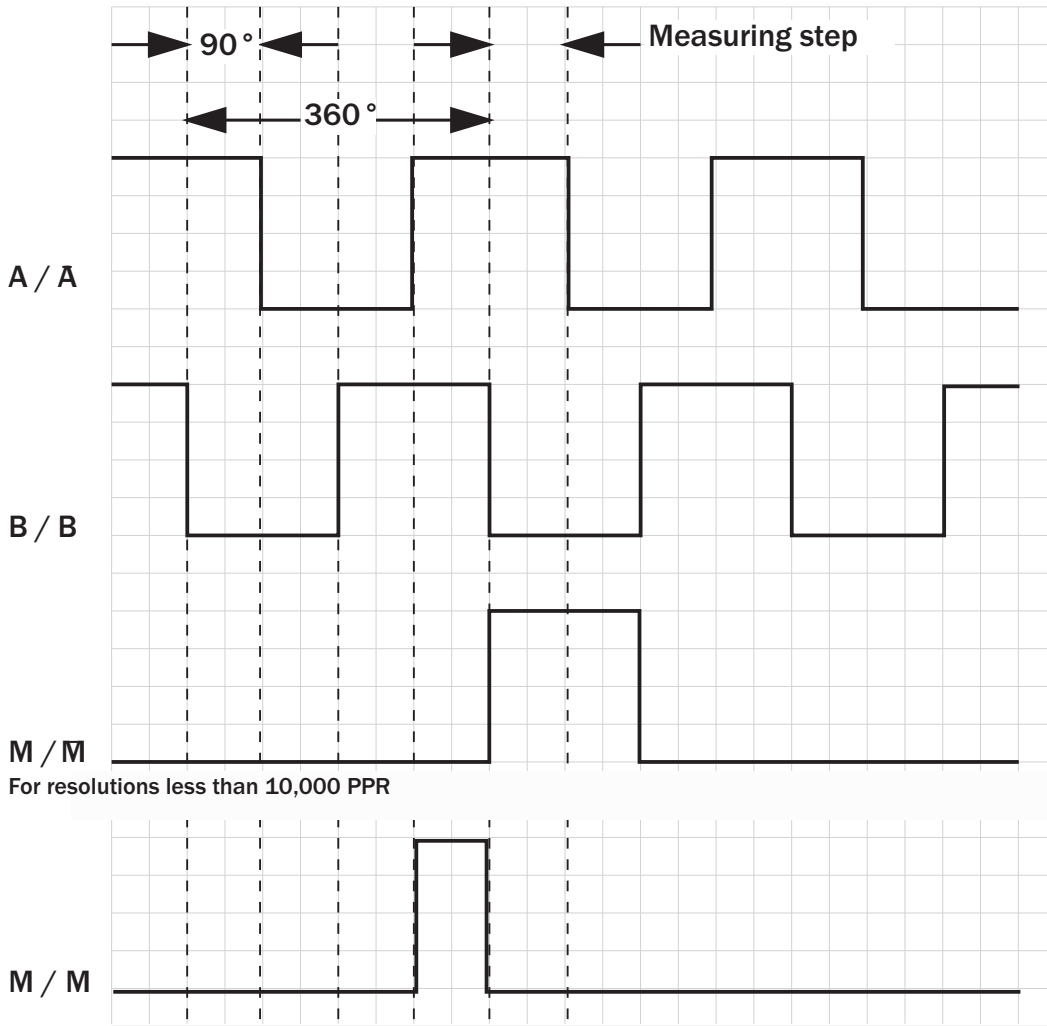 90° Measuring step
360°
A / A̅
B / B
M / M̅
For resolutions less than 10,000 PPR
M / M